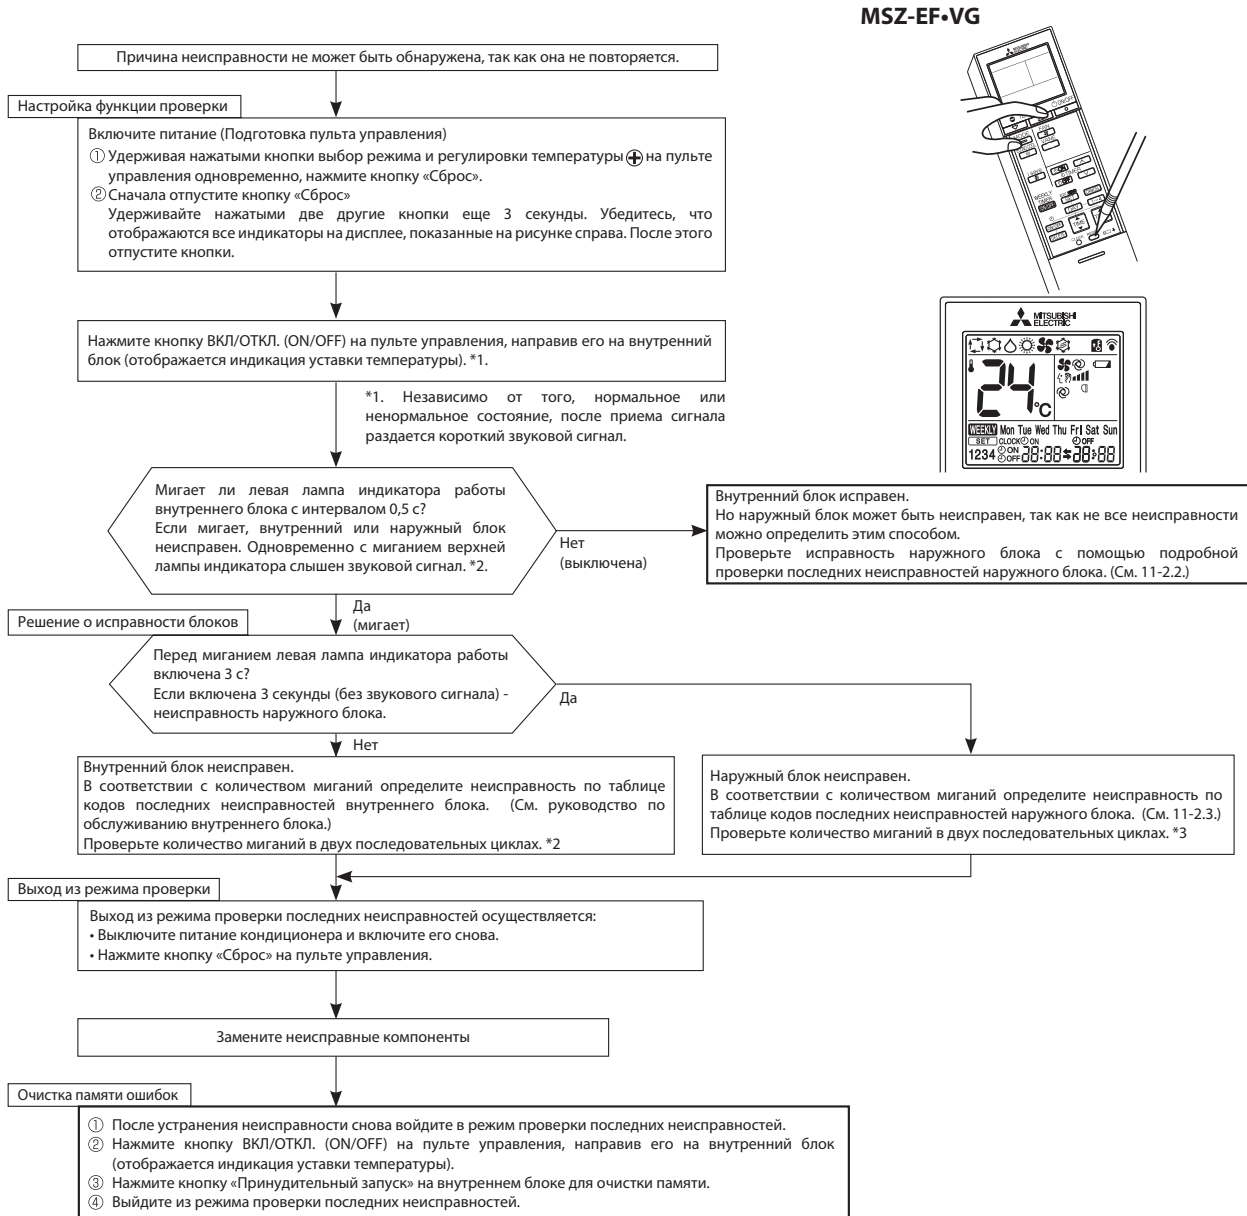 MSZ-EF•VG
Причина неисправности не может быть обнаружена, так как она не повторяется.
Настройка функции проверки
Включите питание (Подготовка пульта управления)
① Удерживая нажатыми кнопки выбор режима и регулировки температуры ⊕ на пульте
управления одновременно, нажмите кнопку «Сброс».
② Сначала отпустите кнопку «Сброс»
Удерживайте нажатыми две другие кнопки еще 3 секунды. Убедитесь, что
отображаются все индикаторы на дисплее, показанные на рисунке справа. После этого
отпустите кнопки.
MITSUBISHI
ELECTRIC
24°C
WEEKLY Mon Tue Wed Thu Fri Sat Sun
SET CLOCK ON OFF
1234 ON OFF 88:88 88:88
Нажмите кнопку ВКЛ/ОТКЛ. (ON/OFF) на пульте управления, направив его на внутренний
блок (отображается индикация уставки температуры). *1.
*1. Независимо от того, нормальное или
ненормальное состояние, после приема сигнала
раздается короткий звуковой сигнал.
Мигает ли левая лампа индикатора работы
внутреннего блока с интервалом 0,5 с?
Если мигает, внутренний или наружный блок
неисправен. Одновременно с миганием верхней
лампы индикатора слышен звуковой сигнал. *2.
Нет
(выключена)
Внутренний блок исправен.
Но наружный блок может быть неисправен, так как не все неисправности
можно определить этим способом.
Проверьте исправность наружного блока с помощью подробной
проверки последних неисправностей наружного блока. (См. 11-2.2.)
Да
(мигает)
Решение о исправности блоков
Перед миганием левая лампа индикатора работы
включена 3 с?
Если включена 3 секунды (без звукового сигнала) -
неисправность наружного блока.
Да
Нет
Внутренний блок неисправен.
В соответствии с количеством миганий определите неисправность по таблице
кодов последних неисправностей внутреннего блока. (См. руководство по
обслуживанию внутреннего блока.)
Проверьте количество миганий в двух последовательных циклах. *2
Наружный блок неисправен.
В соответствии с количеством миганий определите неисправность по
таблице кодов последних неисправностей наружного блока. (См. 11-2.3.)
Проверьте количество миганий в двух последовательных циклах. *3
Выход из режима проверки
Выход из режима проверки последних неисправностей осуществляется:
• Выключите питание кондиционера и включите его снова.
• Нажмите кнопку «Сброс» на пульте управления.
Замените неисправные компоненты
Очистка памяти ошибок
① После устранения неисправности снова войдите в режим проверки последних неисправностей.
② Нажмите кнопку ВКЛ/ОТКЛ. (ON/OFF) на пульте управления, направив его на внутренний блок
(отображается индикация уставки температуры).
③ Нажмите кнопку «Принудительный запуск» на внутреннем блоке для очистки памяти.
④ Выйдите из режима проверки последних неисправностей.